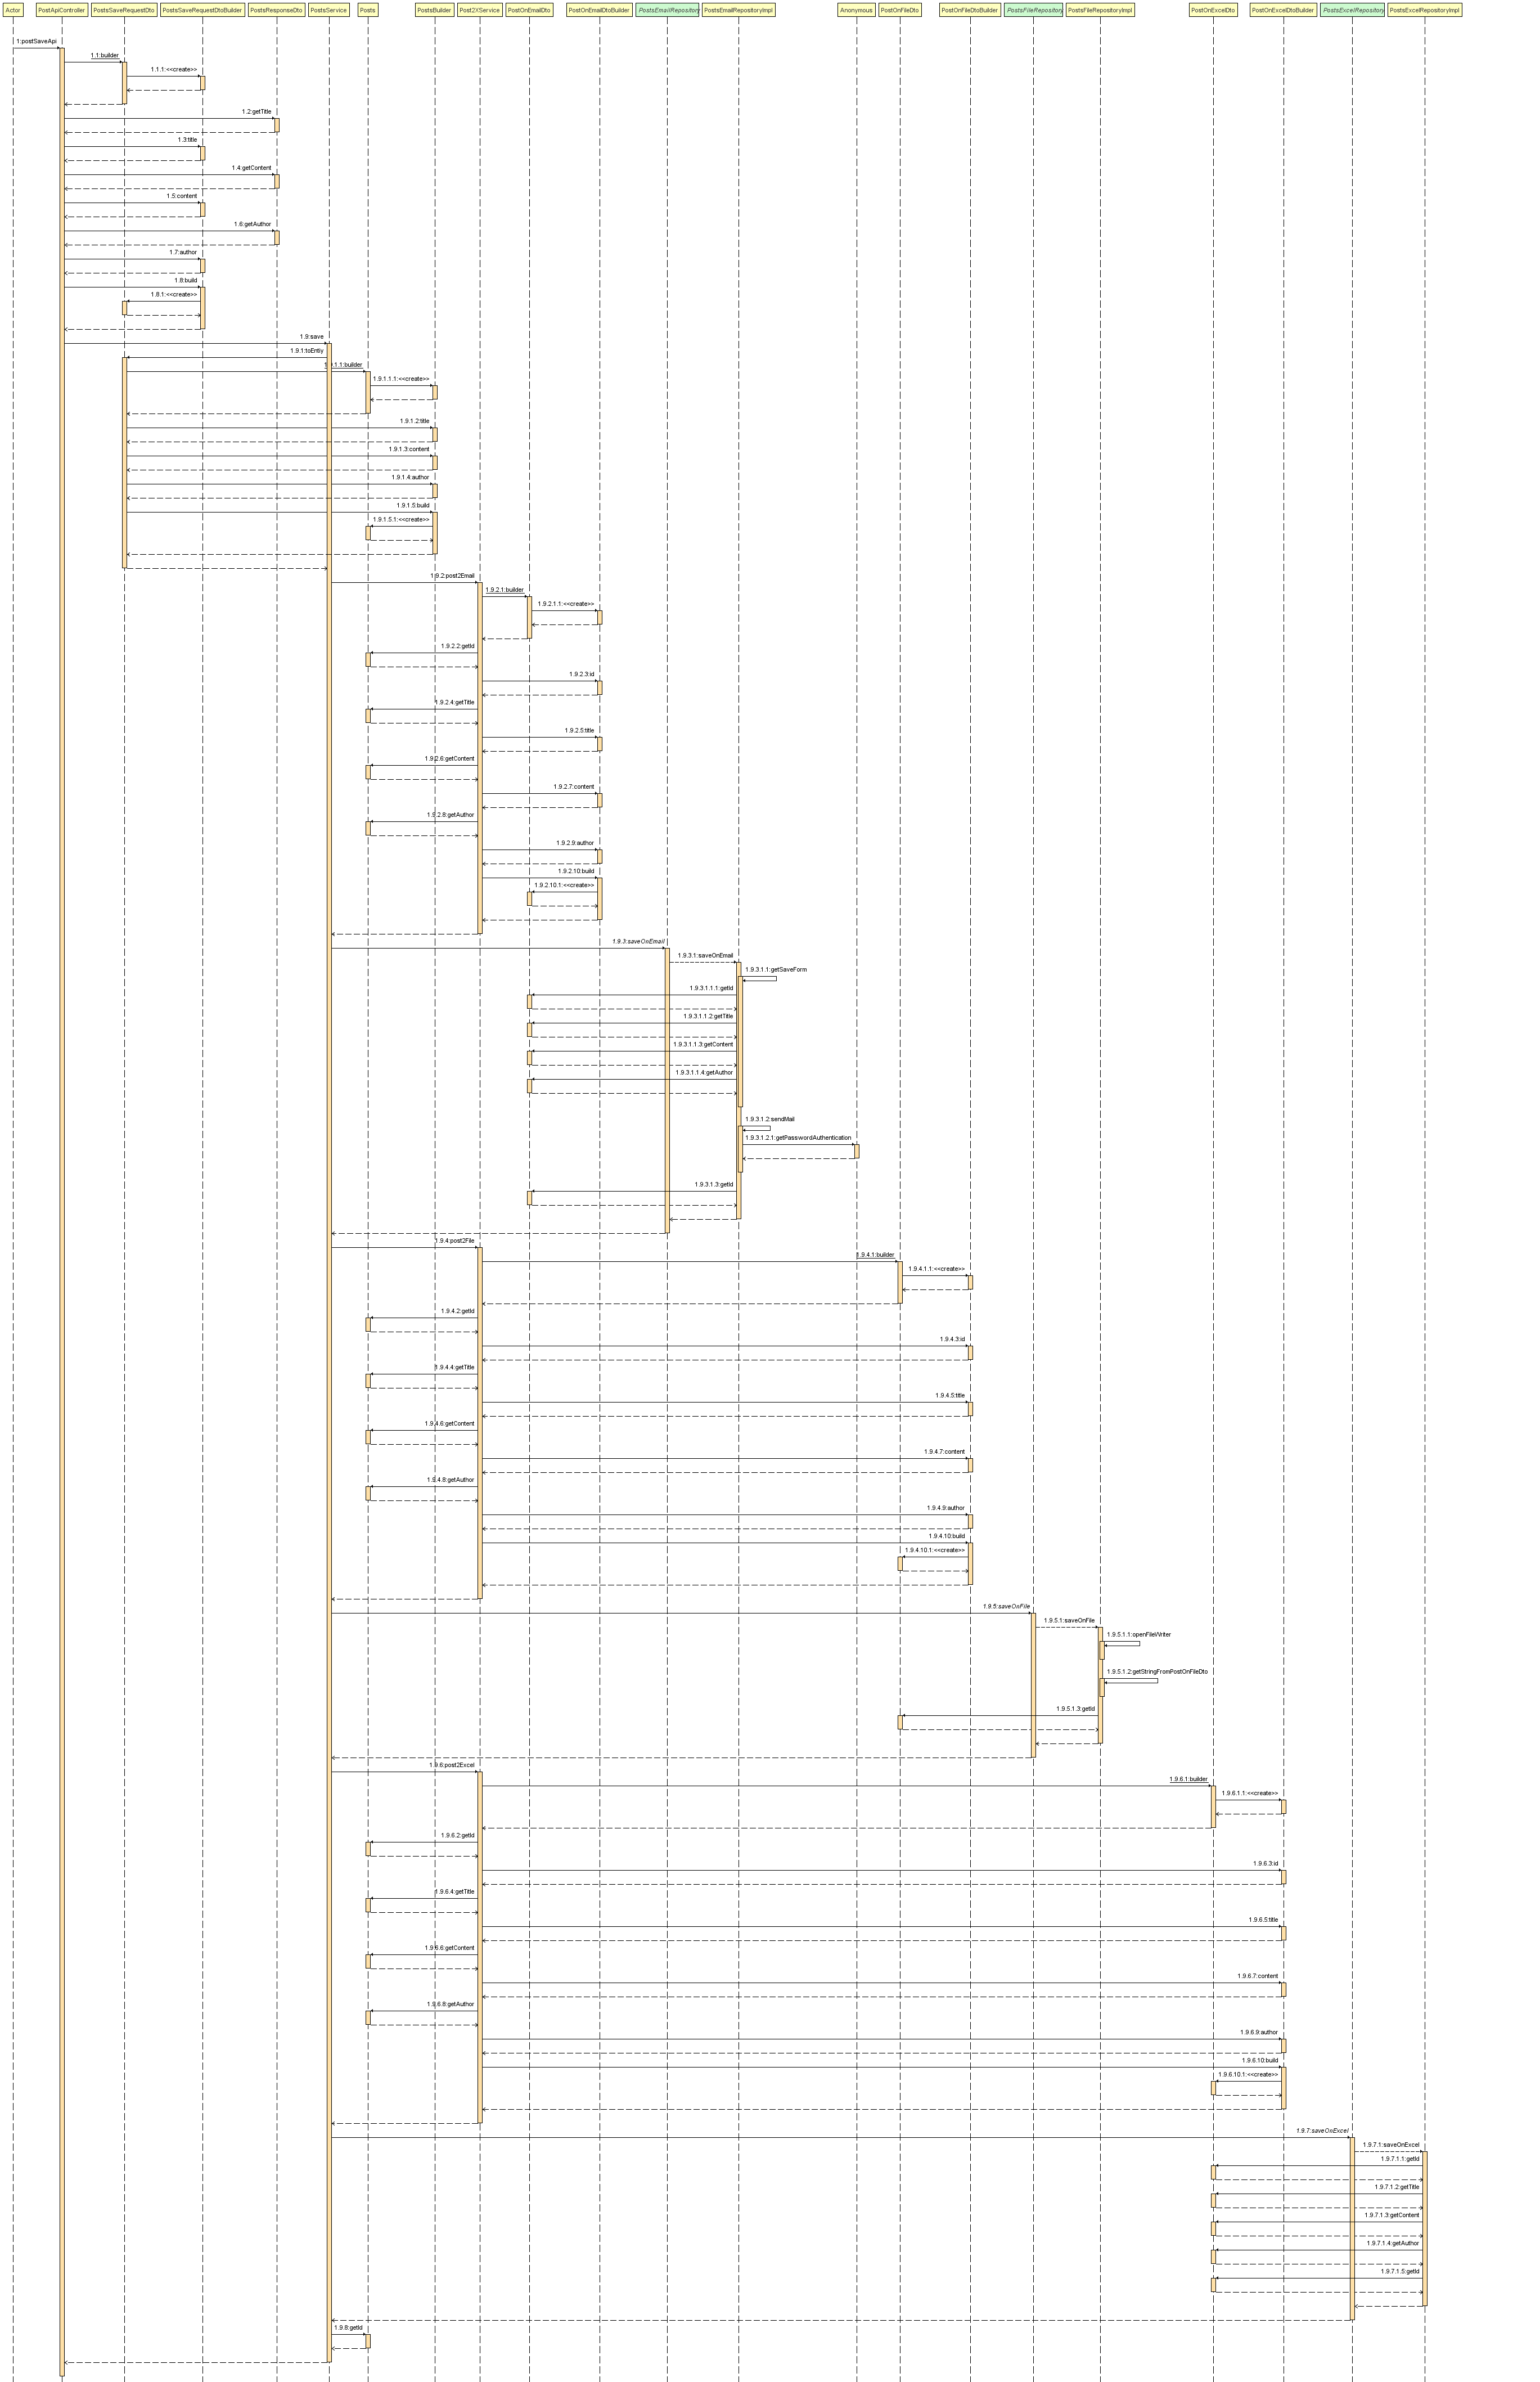 Actor
PostApiController
PostsSaveRequestDto
PostsSaveRequestDtoBuilder
PostsResponseDto
PostsService
Posts
PostsBuilder
Post2XService
PostOnEmailDto
PostOnEmailDtoBuilder
PostsEmailRepository
PostsEmailRepositoryImpl
Anonymous
PostOnFileDto
PostOnFileDtoBuilder
PostsFileRepository
PostsFileRepositoryImpl
PostOnExcelDto
PostOnExcelDtoBuilder
PostsExcelRepository
PostsExcelRepositoryImpl
1:postSaveApi
1.1:builder
1.1.1:<<create>>
1.2:getTitle
1.3:title
1.4:getContent
1.5:content
1.6:getAuthor
1.7:author
1.8:build
1.8.1:<<create>>
1.9:save
1.9.1:toEntiy
1.9.1.1:builder
1.9.1.1.1:<<create>>
1.9.1.2:title
1.9.1.3:content
1.9.1.4:author
1.9.1.5:build
1.9.1.5.1:<<create>>
1.9.2:post2Email
1.9.2.1:builder
1.9.2.1.1:<<create>>
1.9.2.2:getId
1.9.2.3:id
1.9.2.4:getTitle
1.9.2.5:title
1.9.2.6:getContent
1.9.2.7:content
1.9.2.8:getAuthor
1.9.2.9:author
1.9.2.10:build
1.9.2.10.1:<<create>>
1.9.3:saveOnEmail
1.9.3.1:saveOnEmail
1.9.3.1.1:getSaveForm
1.9.3.1.1.1:getId
1.9.3.1.1.2:getTitle
1.9.3.1.1.3:getContent
1.9.3.1.1.4:getAuthor
1.9.3.1.2:sendMail
1.9.3.1.2.1:getPasswordAuthentication
1.9.3.1.3:getId
1.9.4:post2File
1.9.4.1:builder
1.9.4.1.1:<<create>>
1.9.4.2:getId
1.9.4.3:id
1.9.4.4:getTitle
1.9.4.5:title
1.9.4.6:getContent
1.9.4.7:content
1.9.4.8:getAuthor
1.9.4.9:author
1.9.4.10:build
1.9.4.10.1:<<create>>
1.9.5:saveOnFile
1.9.5.1:saveOnFile
1.9.5.1.1:openFileWriter
1.9.5.1.2:getStringFromPostOnFileDto
1.9.5.1.3:getId
1.9.6:post2Excel
1.9.6.1:builder
1.9.6.1.1:<<create>>
1.9.6.2:getId
1.9.6.3:id
1.9.6.4:getTitle
1.9.6.5:title
1.9.6.6:getContent
1.9.6.7:content
1.9.6.8:getAuthor
1.9.6.9:author
1.9.6.10:build
1.9.6.10.1:<<create>>
1.9.7:saveOnExcel
1.9.7.1:saveOnExcel
1.9.7.1.1:getId
1.9.7.1.2:getTitle
1.9.7.1.3:getContent
1.9.7.1.4:getAuthor
1.9.7.1.5:getId
1.9.8:getId